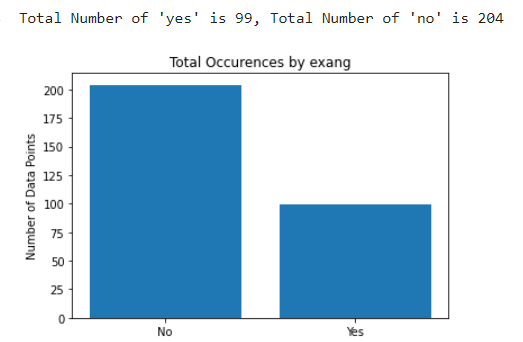 Total Number of 'yes' is 99, Total Number of 'no' is 204
Total Occurences by exang
Number of Data Points
200
175
150
125
100
75
50
25
0
No Yes